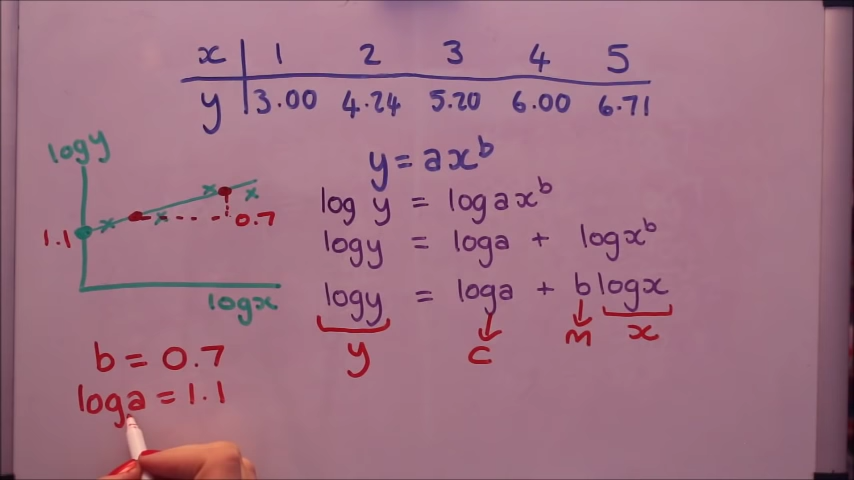 x 1 2 3 4 5
y 3.00 4.24 5.20 6.00 6.71
y = ax^b
log y = log ax^b
logy = loga + logx^b
logy = loga + b logx
y c m x
logy
1.1
0.7
logx
b = 0.7
loga = 1.1